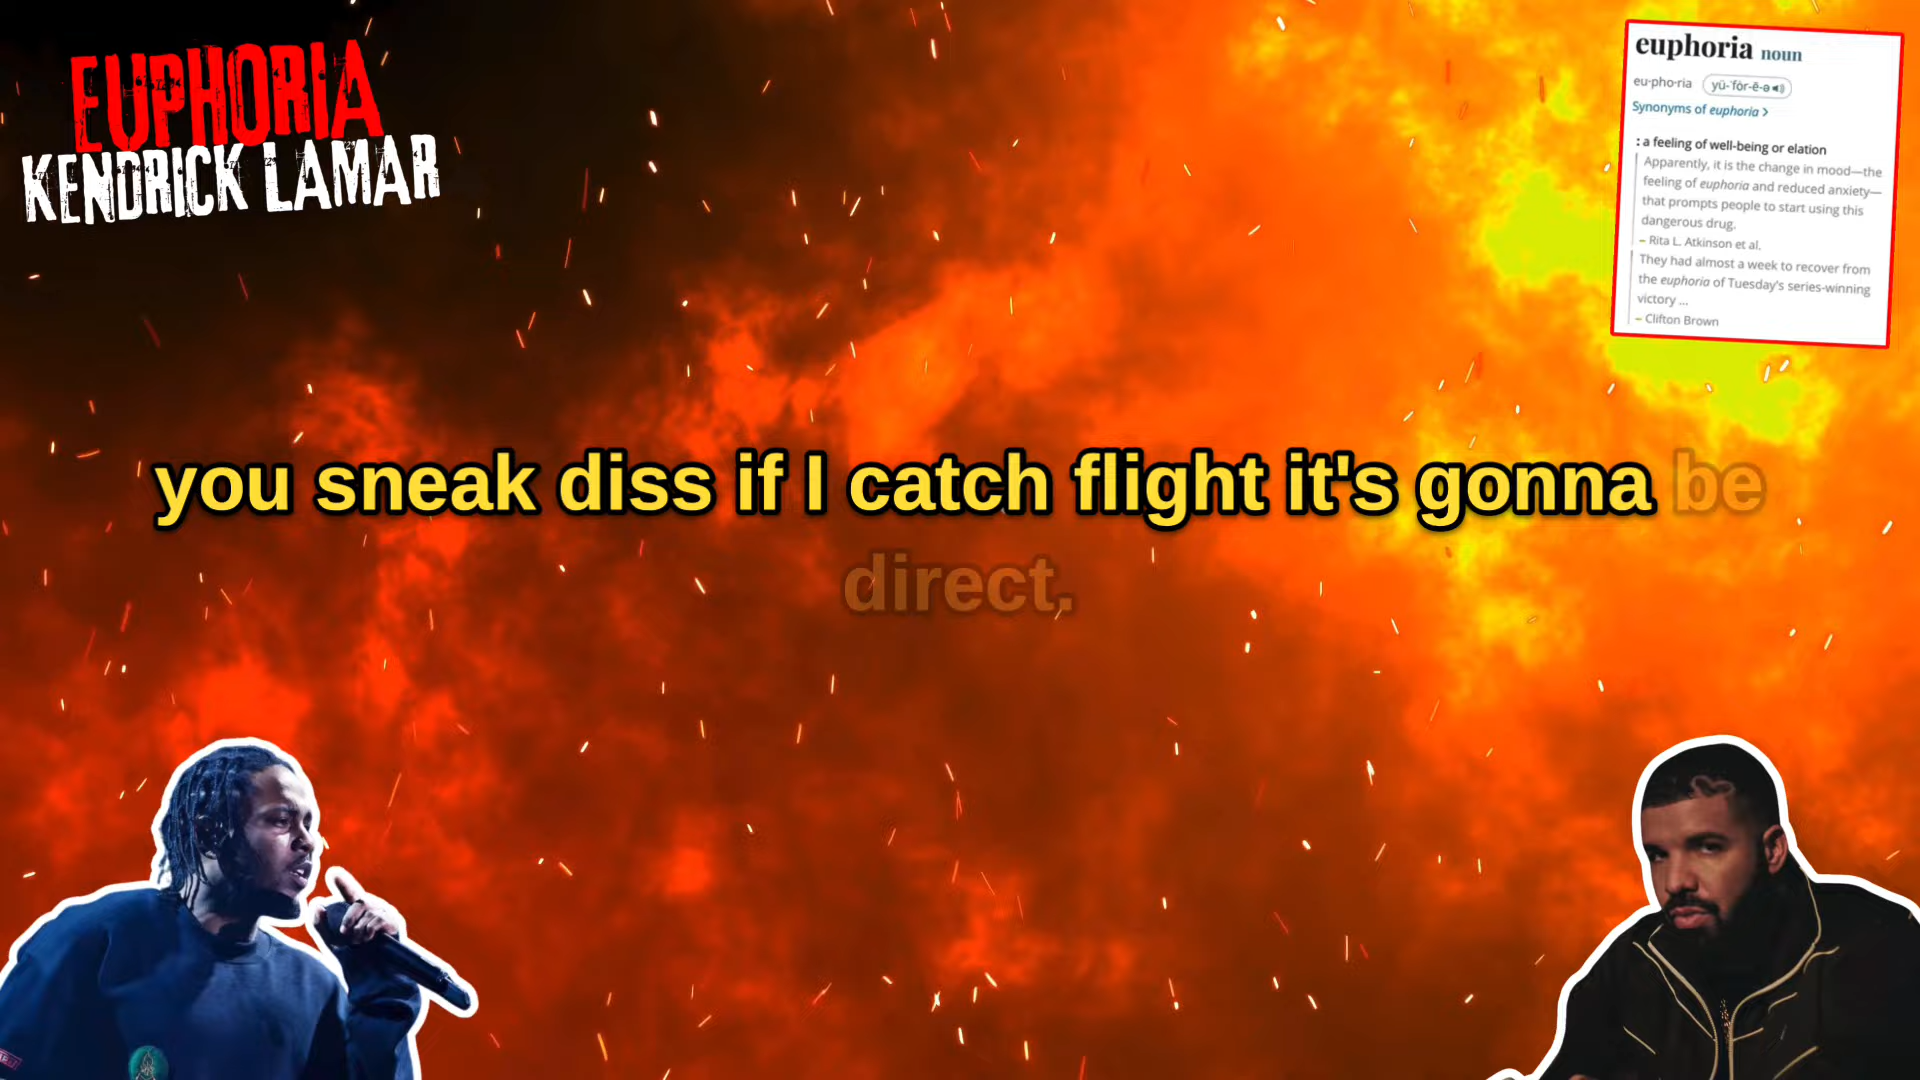 EUPHORIA
KENDRICK LAMAR
euphoria noun
eu·pho·ria yü-ˈfȯr-ē-ə
Synonyms of euphoria >
: a feeling of well-being or elation
Apparently, it is the change in mood—the
feeling of euphoria and reduced anxiety—
that prompts people to start using this
dangerous drug.
– Rita L. Atkinson et al.
They had almost a week to recover from
the euphoria of Tuesday's series-winning
victory ...
– Clifton Brown
you sneak diss if I catch flight it's gonna be
direct.